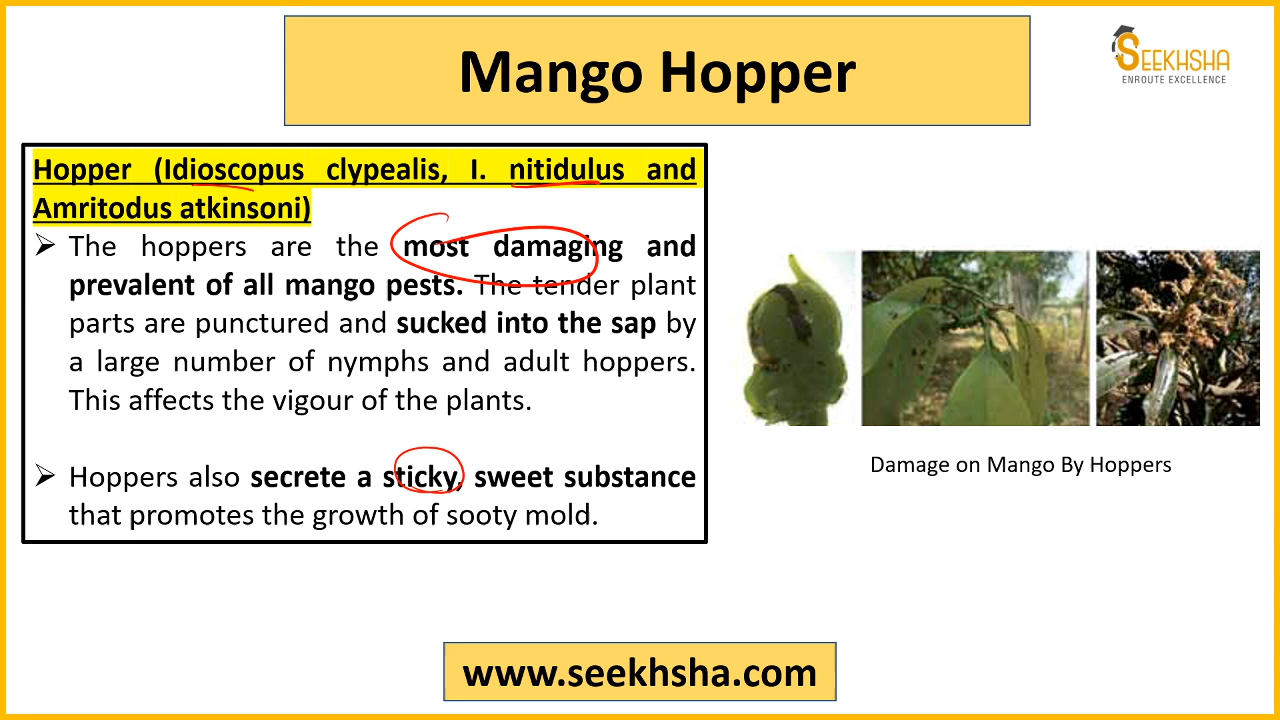 Mango Hopper
SEEKHSHA
ENROUTE EXCELLENCE
Hopper (Idioscopus clypealis, I. nitidulus and
Amritodus atkinsoni)
➢ The hoppers are the most damaging and
prevalent of all mango pests. The tender plant
parts are punctured and sucked into the sap by
a large number of nymphs and adult hoppers.
This affects the vigour of the plants.
➢ Hoppers also secrete a sticky, sweet substance
that promotes the growth of sooty mold.
Damage on Mango By Hoppers
www.seekhsha.com